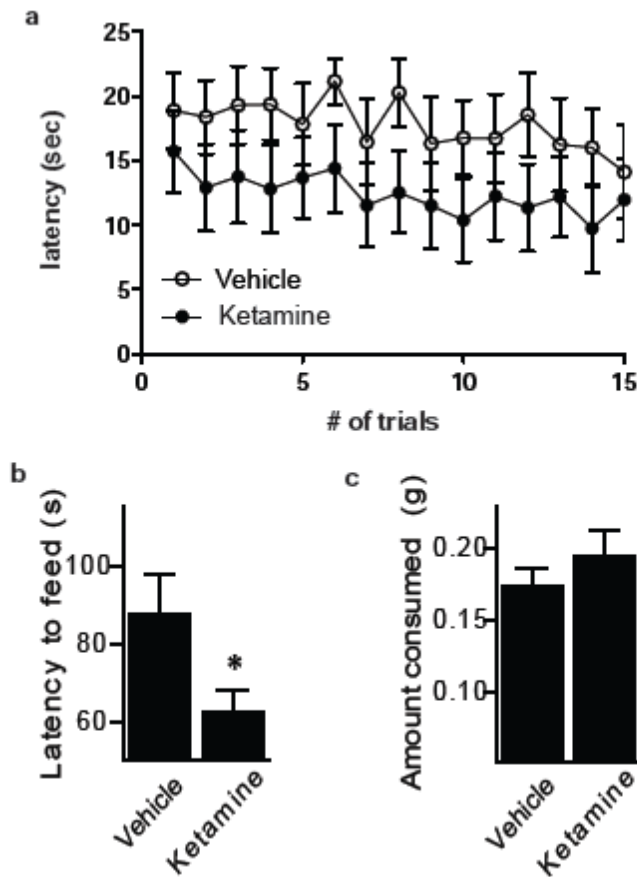 a
25
20
15
10
5
0
latency (sec)
Vehicle
Ketamine
0 5 10 15
# of trials
b
Latency to feed (s)
100
80
60
*
Vehicle
Ketamine
c
Amount consumed (g)
0.20
0.15
0.10
Vehicle
Ketamine